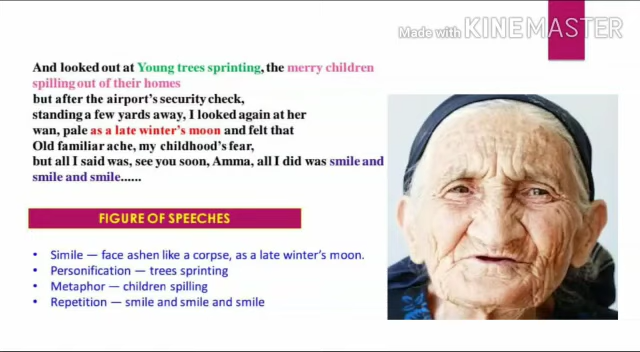 Made with KINEMASTER
And looked out at Young trees sprinting, the merry children
spilling out of their homes
but after the airport's security check,
standing a few yards away, I looked again at her
wan, pale as a late winter's moon and felt that
Old familiar ache, my childhood's fear,
but all I said was, see you soon, Amma, all I did was smile and
smile and smile......
FIGURE OF SPEECHES
• Simile — face ashen like a corpse, as a late winter's moon.
• Personification — trees sprinting
• Metaphor — children spilling
• Repetition — smile and smile and smile